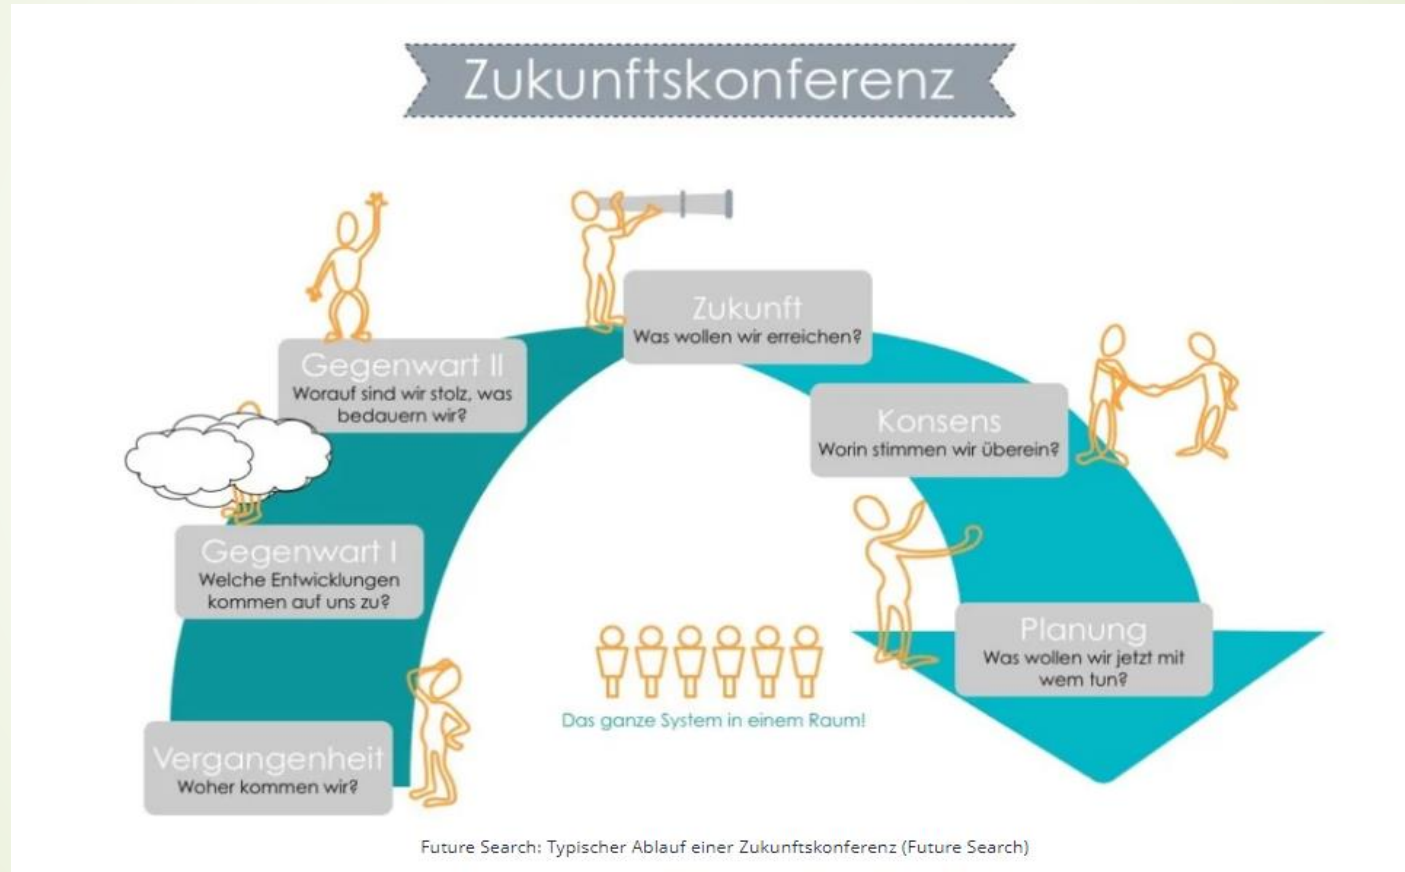 Zukunftskonferenz
Vergangenheit
Woher kommen wir?
Gegenwart I
Welche Entwicklungen
kommen auf uns zu?
Gegenwart II
Worauf sind wir stolz, was
bedauern wir?
Zukunft
Was wollen wir erreichen?
Konsens
Worin stimmen wir überein?
Planung
Was wollen wir jetzt mit
wem tun?
Das ganze System in einem Raum!
Future Search: Typischer Ablauf einer Zukunftskonferenz (Future Search)